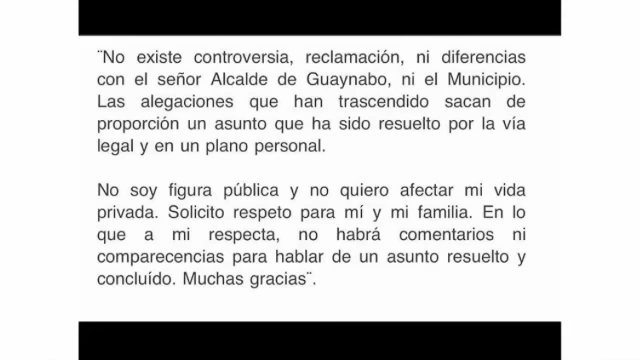 ¨No existe controversia, reclamación, ni diferencias
con el señor Alcalde de Guaynabo, ni el Municipio.
Las alegaciones que han trascendido sacan de
proporción un asunto que ha sido resuelto por la vía
legal y en un plano personal.
No soy figura pública y no quiero afectar mi vida
privada. Solicito respeto para mí y mi familia. En lo
que a mi respecta, no habrá comentarios ni
comparecencias para hablar de un asunto resuelto y
concluído. Muchas gracias¨.